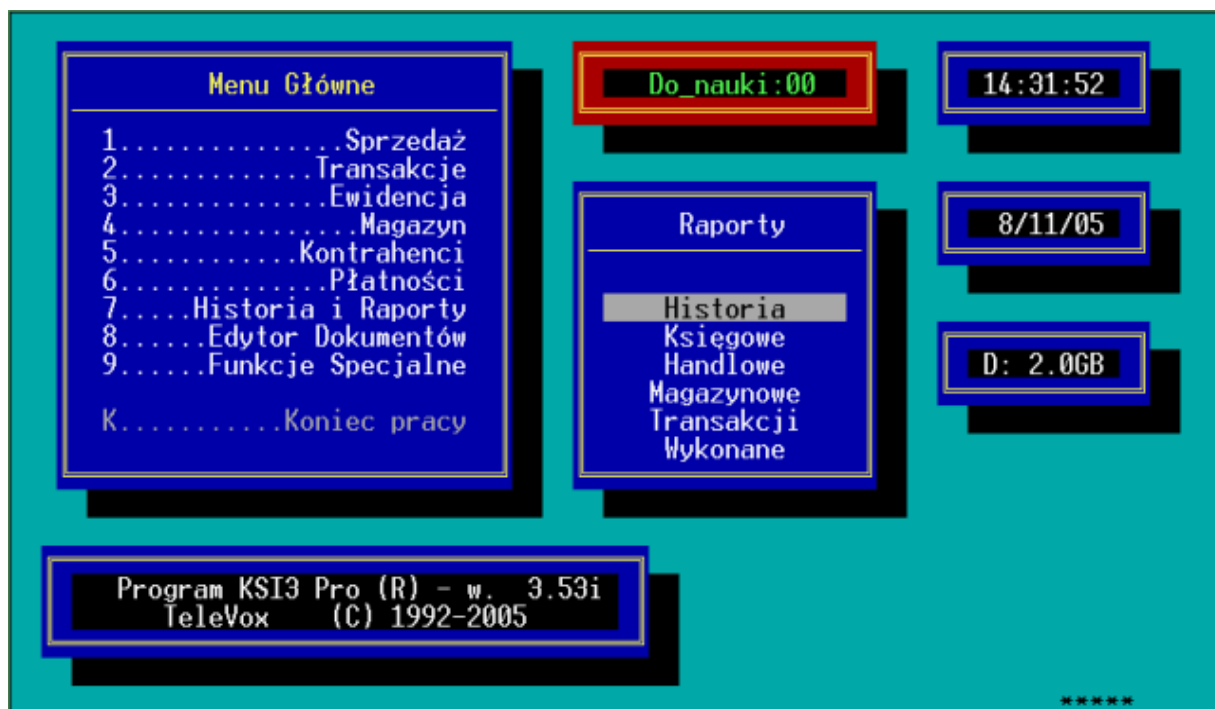 Menu Główne
1...............Sprzedaż
2.............Transakcje
3..............Ewidencja
4................Magazyn
5............Kontrahenci
6..............Płatności
7.....Historia i Raporty
8......Edytor Dokumentów
9......Funkcje Specjalne
K...........Koniec pracy
Do_nauki:00
14:31:52
Raporty
Historia
Księgowe
Handlowe
Magazynowe
Transakcji
Wykonane
8/11/05
D: 2.0GB
Program KSI3 Pro (R) - w. 3.53i
TeleVox (C) 1992-2005
*****